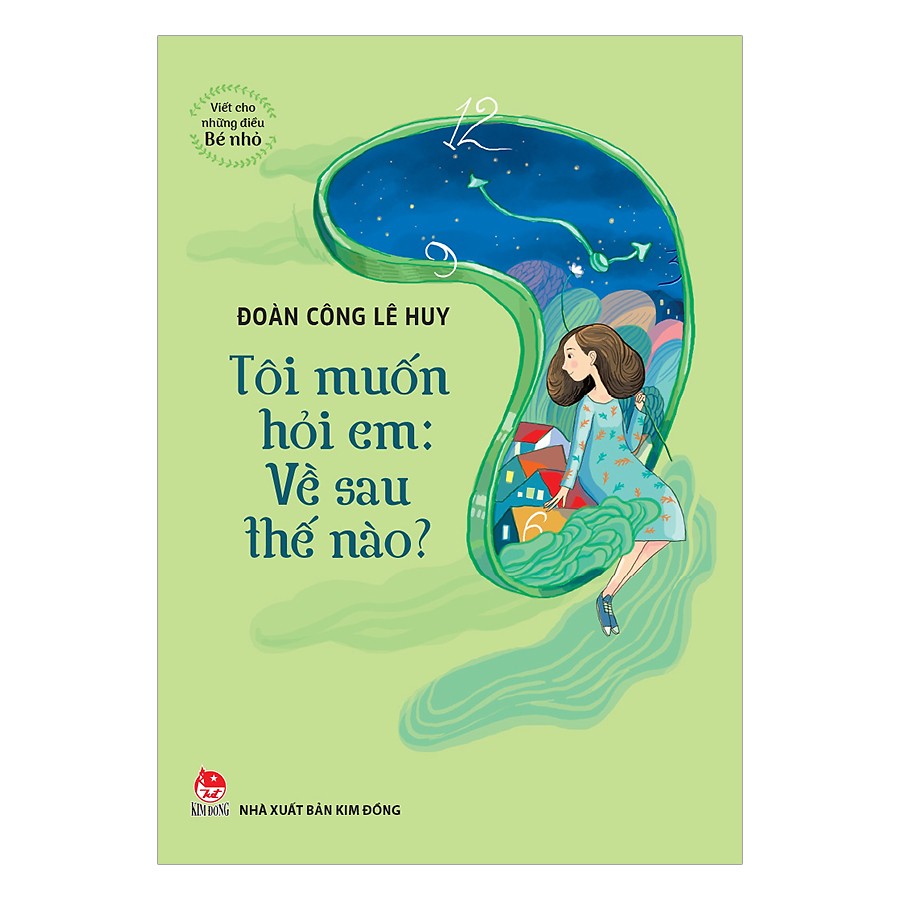 Viết cho
những điều
Bé nhỏ
12
9
3
ĐOÀN CÔNG LÊ HUY
Tôi muốn
hỏi em:
Về sau
thế nào?
6
KIM ĐỒNG
NHÀ XUẤT BẢN KIM ĐỒNG